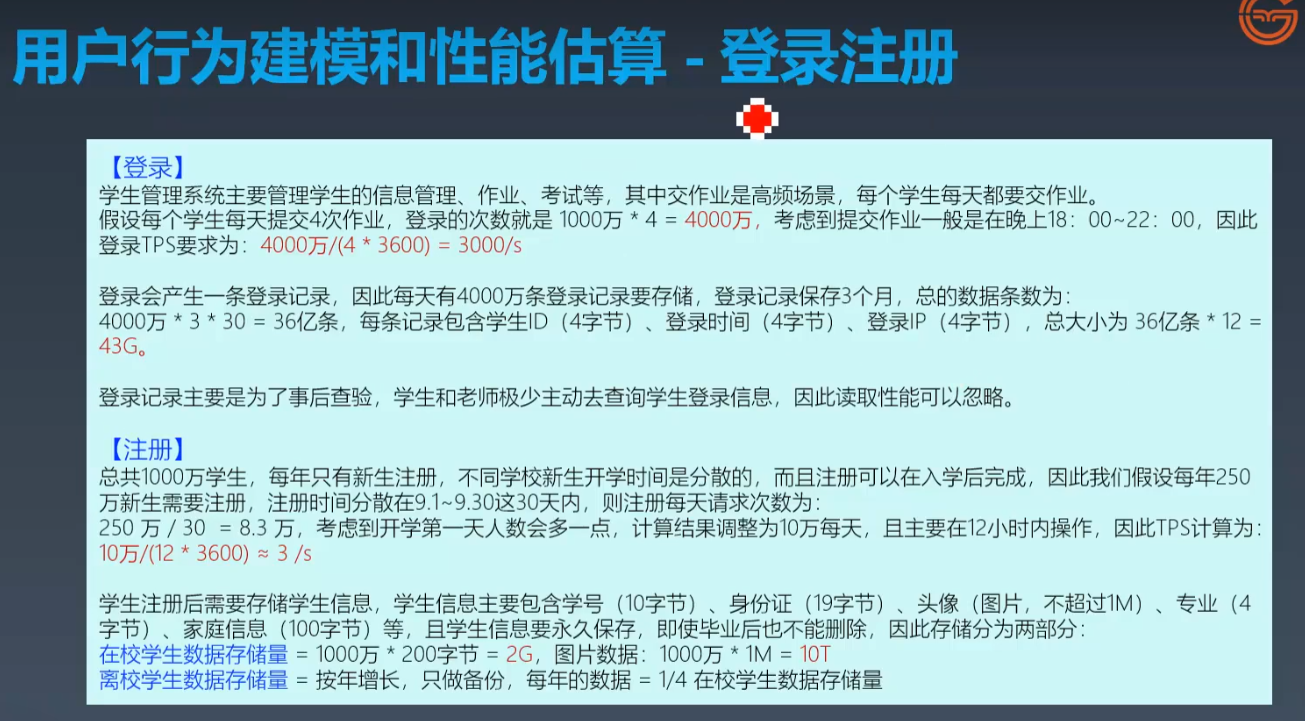 用户行为建模和性能估算 - 登录注册
【登录】
学生管理系统主要管理学生的信息管理、作业、考试等，其中交作业是高频场景，每个学生每天都要交作业。
假设每个学生每天提交4次作业，登录的次数就是 1000万 * 4 = 4000万，考虑到提交作业一般是在晚上18：00~22：00，因此
登录TPS要求为：4000万/(4 * 3600) = 3000/s
登录会产生一条登录记录，因此每天有4000万条登录记录要存储，登录记录保存3个月，总的数据条数为：
4000万 * 3 * 30 = 36亿条，每条记录包含学生ID（4字节）、登录时间（4字节）、登录IP（4字节），总大小为 36亿条 * 12 =
43G。
登录记录主要是为了事后查验，学生和老师极少主动去查询学生登录信息，因此读取性能可以忽略。
【注册】
总共1000万学生，每年只有新生注册，不同学校新生开学时间是分散的，而且注册可以在入学后完成，因此我们假设每年250
万新生需要注册，注册时间分散在9.1~9.30这30天内，则注册每天请求次数为：
250 万 / 30 = 8.3 万，考虑到开学第一天人数会多一点，计算结果调整为10万每天，且主要在12小时内操作，因此TPS计算为：
10万/(12 * 3600) ≈ 3 /s
学生注册后需要存储学生信息，学生信息主要包含学号（10字节）、身份证（19字节）、头像（图片，不超过1M）、专业（4
字节）、家庭信息（100字节）等，且学生信息要永久保存，即使毕业后也不能删除，因此存储分为两部分：
在校学生数据存储量 = 1000万 * 200字节 = 2G，图片数据：1000万 * 1M = 10T
离校学生数据存储量 = 按年增长，只做备份，每年的数据 = 1/4 在校学生数据存储量